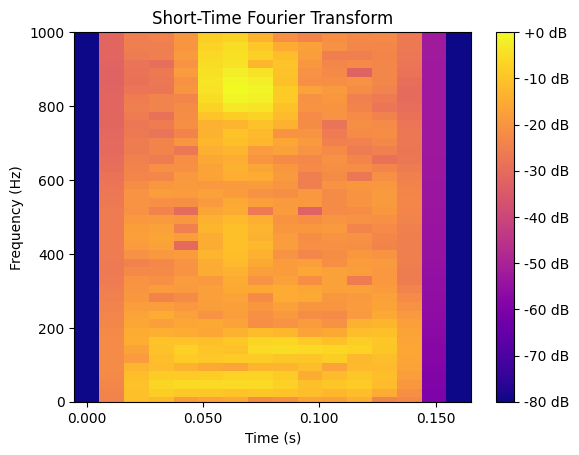 Short-Time Fourier Transform
1000
800
600
400
200
0
Frequency (Hz)
0.000
0.050
0.100
0.150
Time (s)
+0 dB
-10 dB
-20 dB
-30 dB
-40 dB
-50 dB
-60 dB
-70 dB
-80 dB